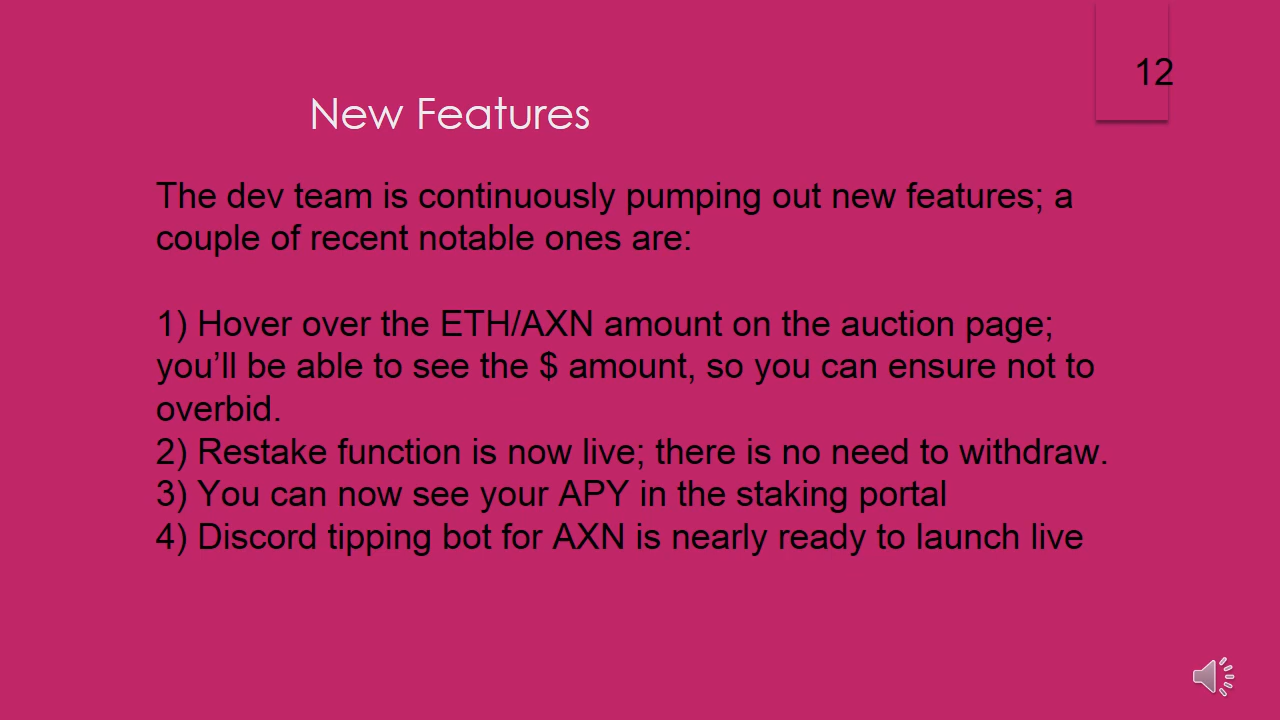 12
New Features
The dev team is continuously pumping out new features; a
couple of recent notable ones are:
1) Hover over the ETH/AXN amount on the auction page;
you’ll be able to see the $ amount, so you can ensure not to
overbid.
2) Restake function is now live; there is no need to withdraw.
3) You can now see your APY in the staking portal
4) Discord tipping bot for AXN is nearly ready to launch live